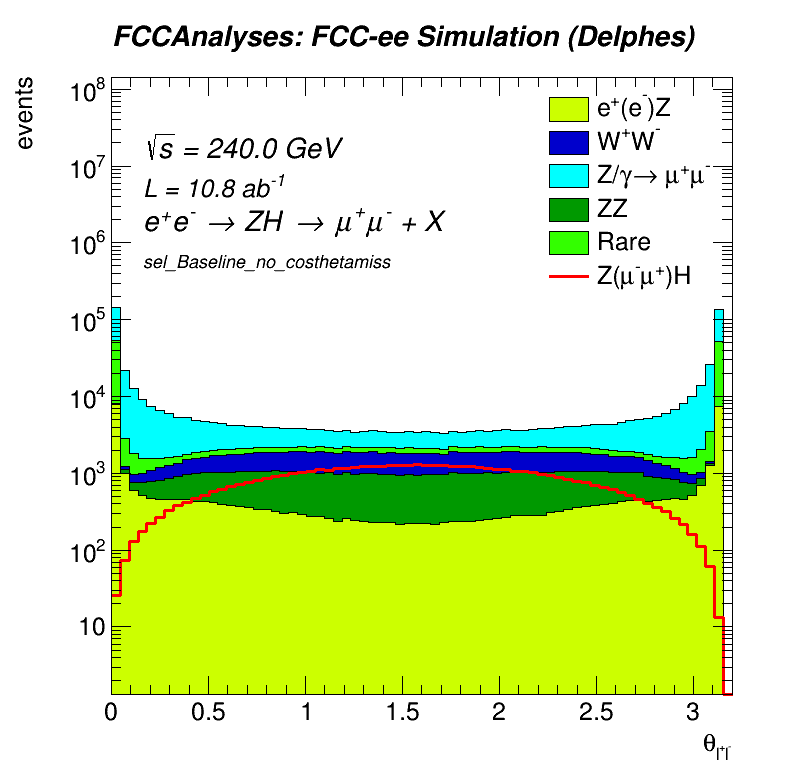 FCCAnalyses: FCC-ee Simulation (Delphes)
events
10⁸
10⁷
10⁶
10⁵
10⁴
10³
10²
10
√s = 240.0 GeV
L = 10.8 ab⁻¹
e⁺e⁻ → ZH → μ⁺μ⁻ + X
sel_Baseline_no_costhetamiss
e⁺(e⁻)Z
W⁺W⁻
Z/γ→ μ⁺μ⁻
ZZ
Rare
Z(μ⁻μ⁺)H
0 0.5 1 1.5 2 2.5 3
θ_l⁺l⁻